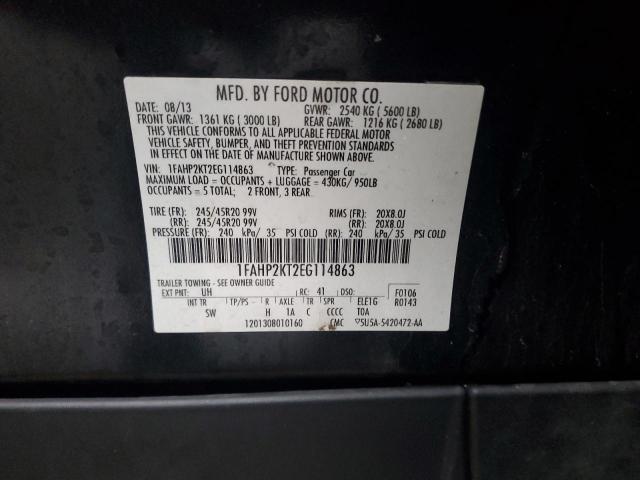 MFD. BY FORD MOTOR CO.
DATE: 08/13 GVWR: 2540 KG ( 5600 LB)
FRONT GAWR: 1361 KG ( 3000 LB) REAR GAWR: 1216 KG ( 2680 LB)
THIS VEHICLE CONFORMS TO ALL APPLICABLE FEDERAL MOTOR
VEHICLE SAFETY, BUMPER, AND THEFT PREVENTION STANDARDS
IN EFFECT ON THE DATE OF MANUFACTURE SHOWN ABOVE.
VIN: 1FAHP2KT2EG114863 TYPE: Passenger Car
MAXIMUM LOAD = OCCUPANTS + LUGGAGE = 430KG/ 950LB
OCCUPANTS = 5 TOTAL; 2 FRONT, 3 REAR
TIRE (FR): 245/45R20 99V RIMS (FR): 20X8.0J
(RR): 245/45R20 99V (RR): 20X8.0J
PRESSURE (FR): 240 kPa/ 35 PSI COLD (RR): 240 kPa/ 35 PSI COLD
1FAHP2KT2EG114863
TRAILER TOWING - SEE OWNER GUIDE
EXT PNT: UH RC: 41 DSO: F0106
INT TR TP/PS R AXLE TR SPR ELE1G R0143
SW H 1A C CCCC TOA
1201308010160 CMC 5U5A-5420472-AA